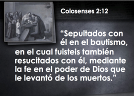 Colosenses 2:12
“Sepultados con
él en el bautismo,
en el cual fuisteis también
resucitados con él, mediante
la fe en el poder de Dios que
le levantó de los muertos.”